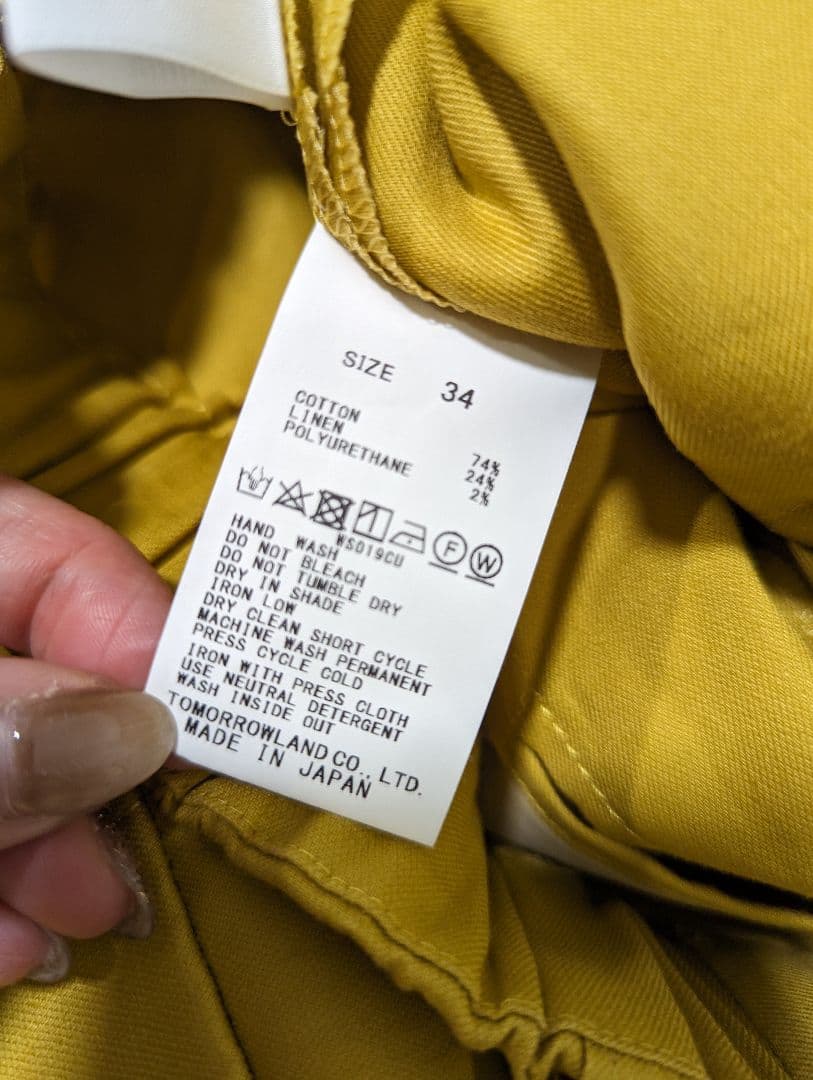 SIZE 34
COTTON 74%
LINEN 24%
POLYURETHANE 2%
F W
WS019CU
HAND WASH
DO NOT BLEACH
DO NOT TUMBLE DRY
DRY IN SHADE
IRON LOW
DRY CLEAN SHORT CYCLE
MACHINE WASH PERMANENT
PRESS CYCLE COLD
IRON WITH PRESS CLOTH
USE NEUTRAL DETERGENT
WASH INSIDE OUT
TOMORROWLAND CO., LTD.
MADE IN JAPAN